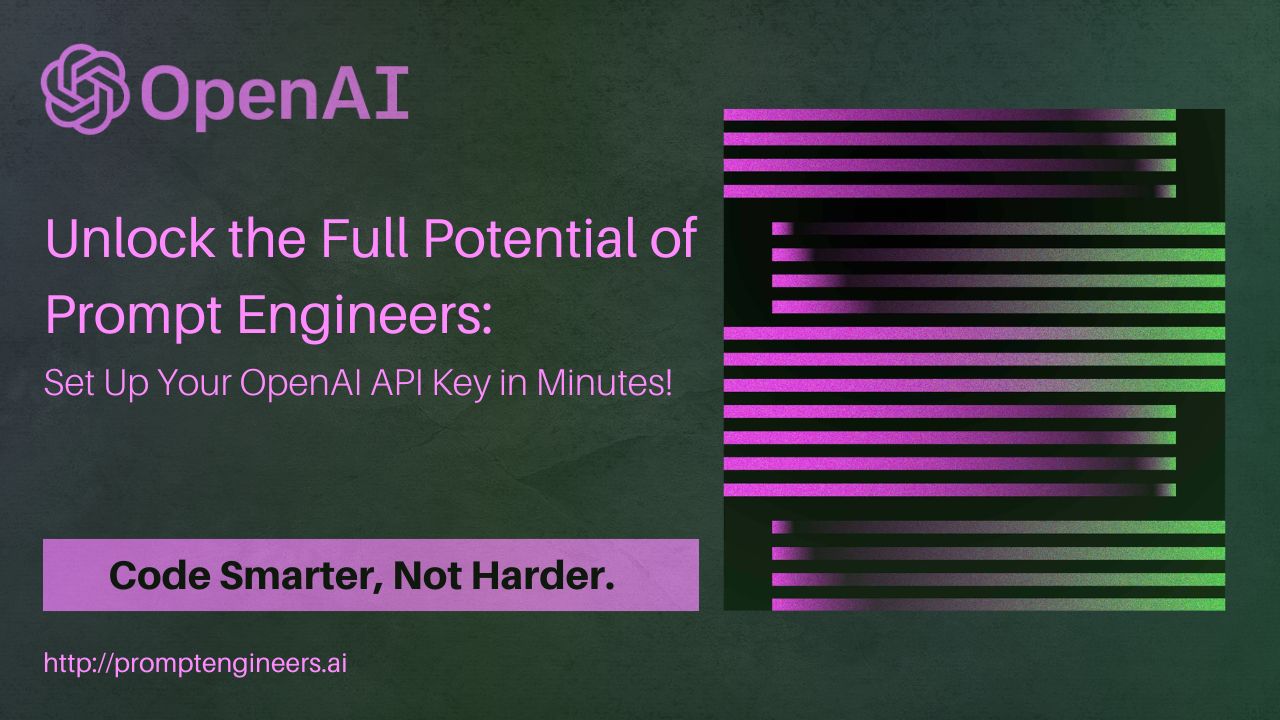 OpenAI
Unlock the Full Potential of
Prompt Engineers:
Set Up Your OpenAI API Key in Minutes!
Code Smarter, Not Harder.
http://promptengineers.ai